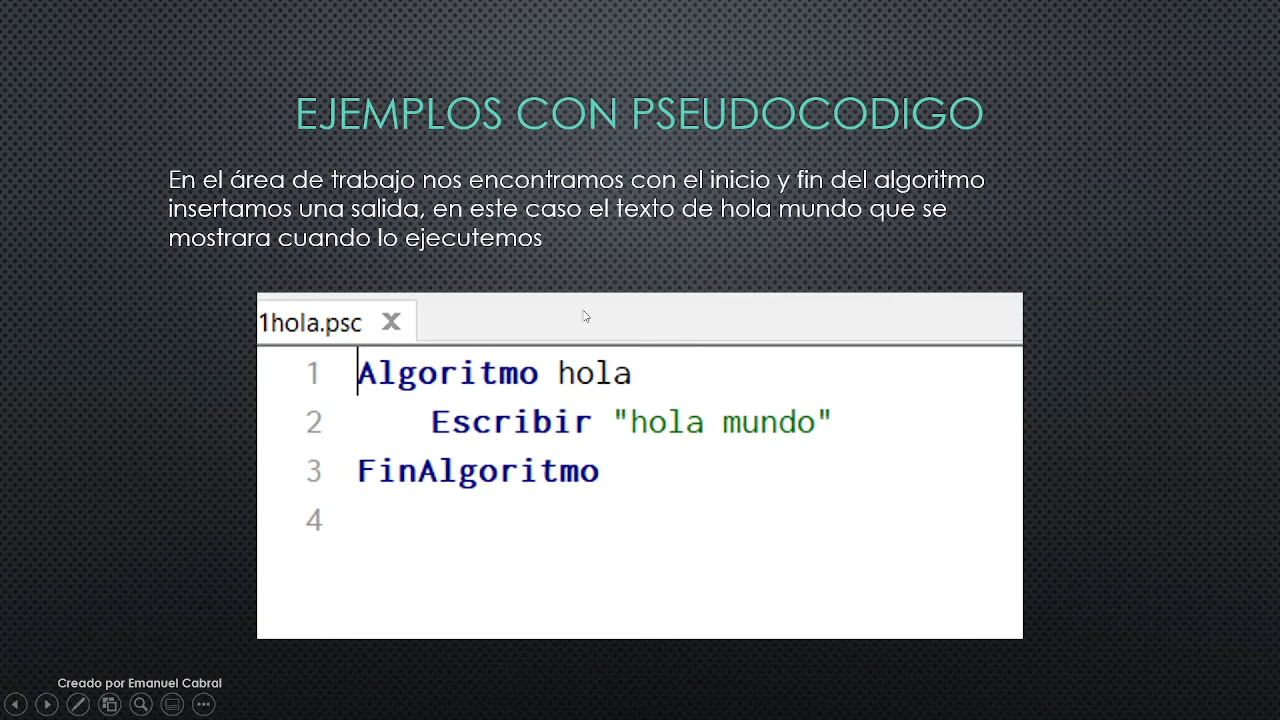 EJEMPLOS CON PSEUDOCODIGO
En el área de trabajo nos encontramos con el inicio y fin del algoritmo
insertamos una salida, en este caso el texto de hola mundo que se
mostrara cuando lo ejecutemos
1hola.psc X
1 Algoritmo hola
2 Escribir "hola mundo"
3 FinAlgoritmo
4
Creado por Emanuel Cabral